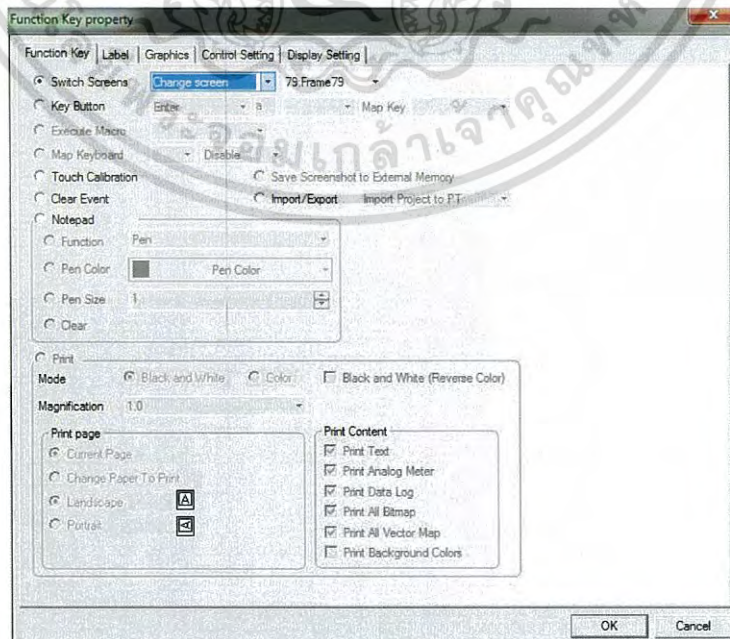 Function Key property
Function Key Label Graphics Control Setting Display Setting
Switch Screens Change screen 79.Frame79
Key Button Enter a Map Key
Execute Macro
Map Keyboard Disable
Touch Calibration Save Screenshot to External Memory
Clear Event Import/Export Import Project to PT
Notepad
Function Pen
Pen Color Pen Color
Pen Size 1
Clear
Print
Mode Black and White Color Black and White (Reverse Color)
Magnification 1.0
Print page
Current Page
Change Paper To Print
Landscape A
Portrait A
Print Content
Print Text
Print Analog Meter
Print Data Log
Print All Bitmap
Print All Vector Map
Print Background Colors
OK Cancel